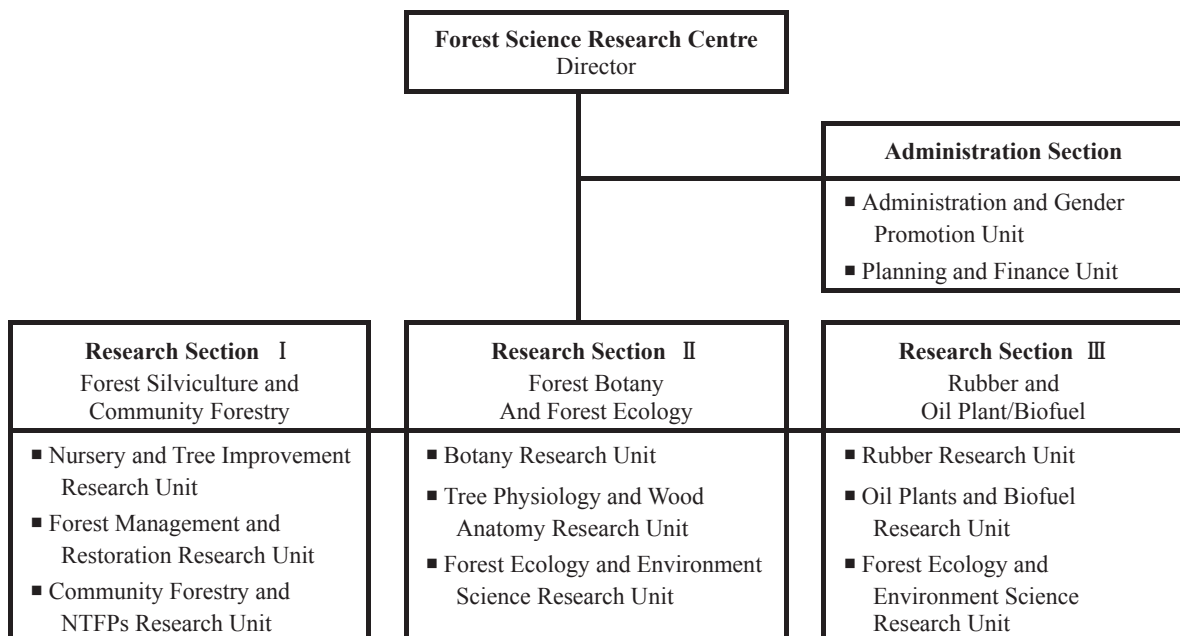 Forest Science Research Centre
Director
Administration Section
■ Administration and Gender
Promotion Unit
■ Planning and Finance Unit
Research Section Ⅰ
Forest Silviculture and
Community Forestry
■ Nursery and Tree Improvement
Research Unit
■ Forest Management and
Restoration Research Unit
■ Community Forestry and
NTFPs Research Unit
Research Section Ⅱ
Forest Botany
And Forest Ecology
■ Botany Research Unit
■ Tree Physiology and Wood
Anatomy Research Unit
■ Forest Ecology and Environment
Science Research Unit
Research Section Ⅲ
Rubber and
Oil Plant/Biofuel
■ Rubber Research Unit
■ Oil Plants and Biofuel
Research Unit
■ Forest Ecology and
Environment Science
Research Unit